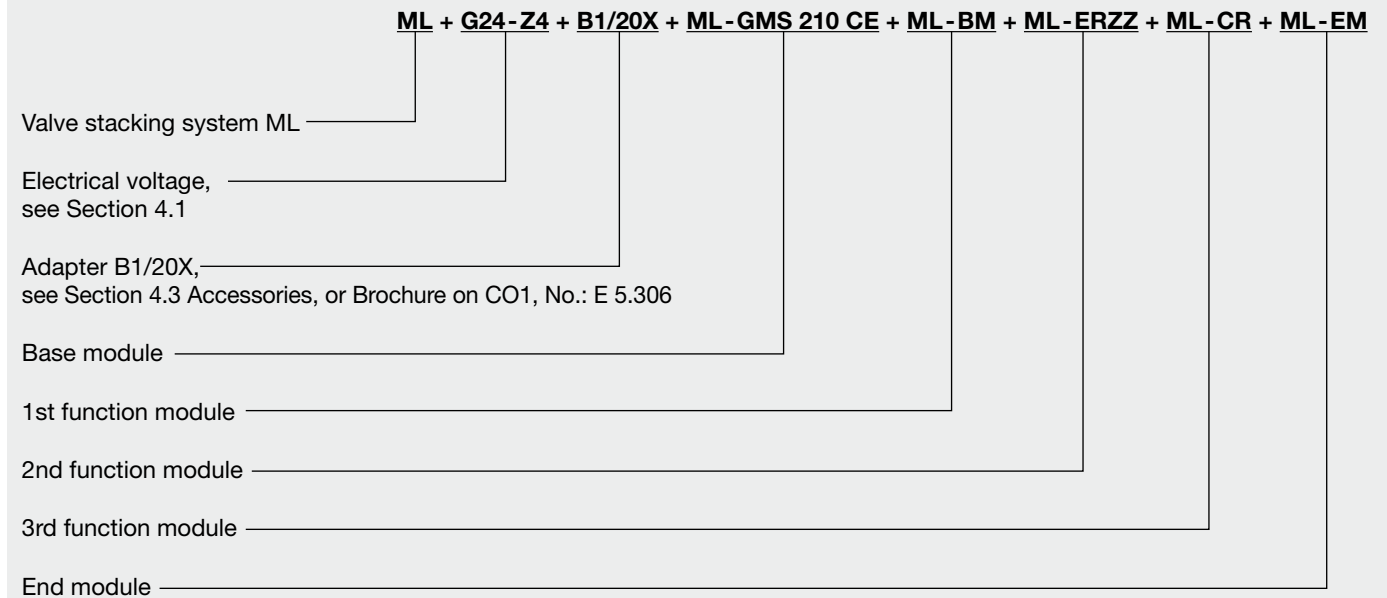 ML + G24-Z4 + B1/20X + ML-GMS 210 CE + ML-BM + ML-ERZZ + ML-CR + ML-EM
Valve stacking system ML
Electrical voltage,
see Section 4.1
Adapter B1/20X,
see Section 4.3 Accessories, or Brochure on CO1, No.: E 5.306
Base module
1st function module
2nd function module
3rd function module
End module